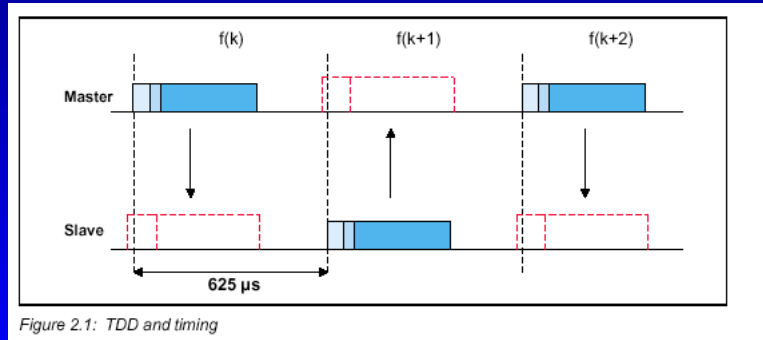 f(k) f(k+1) f(k+2)
Master
Slave
625 µs
Figure 2.1: TDD and timing